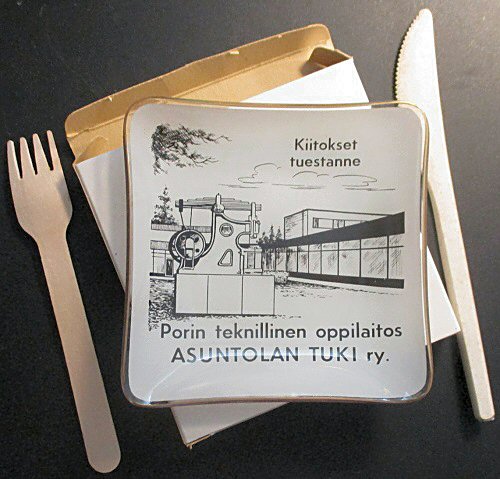 Kiitokset
tuestanne
Porin teknillinen oppilaitos
ASUNTOLAN TUKI ry.